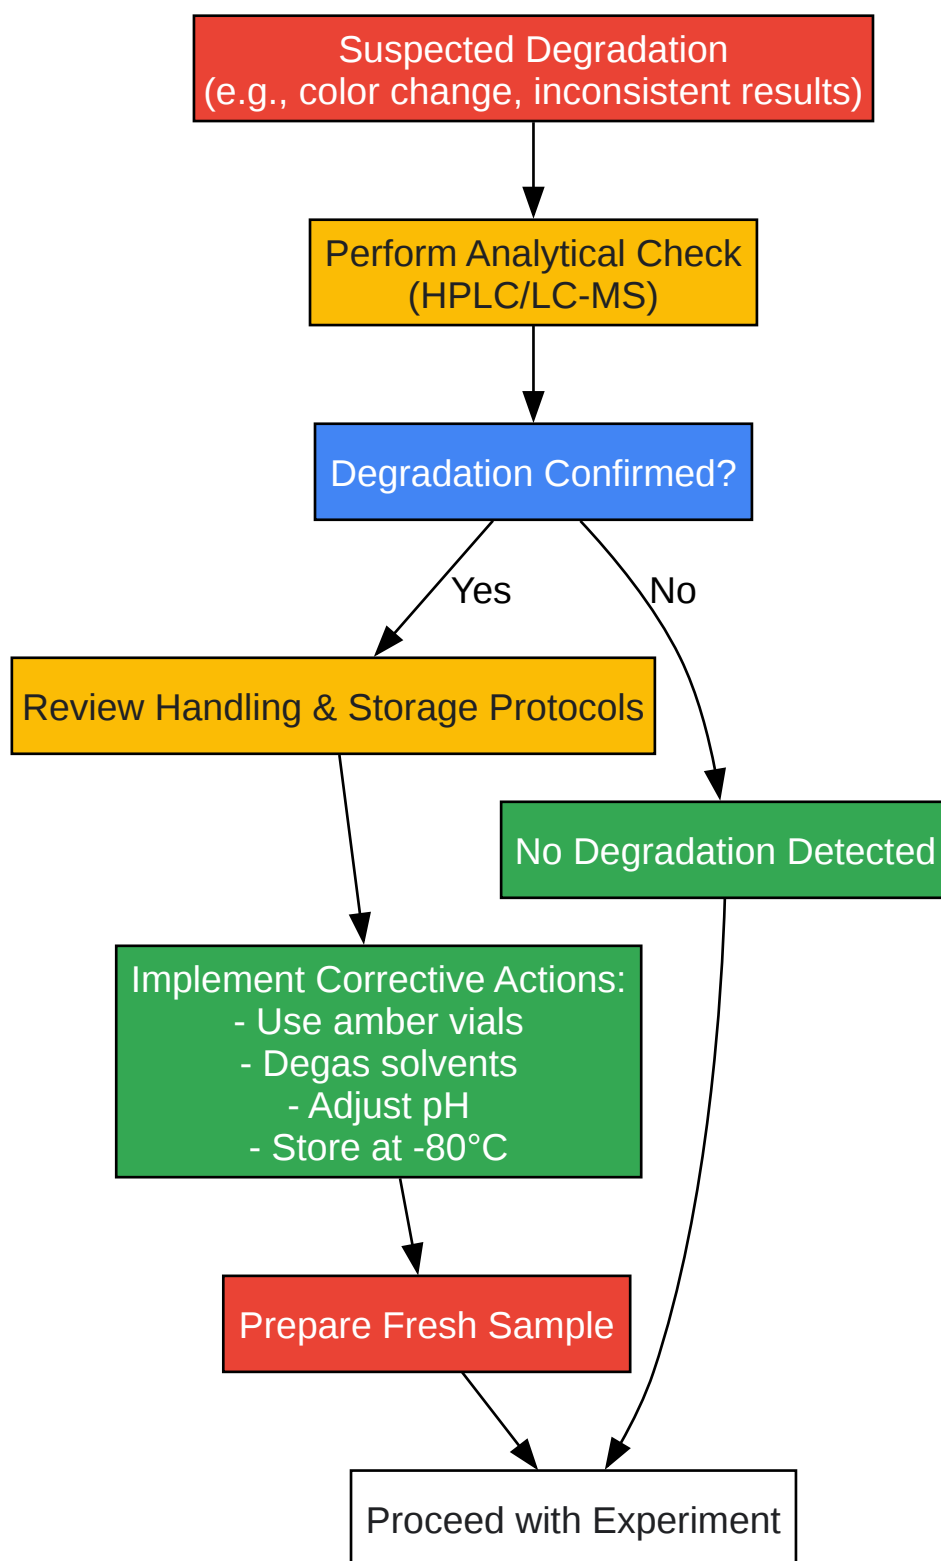 Suspected Degradation
(e.g., color change, inconsistent results)
Perform Analytical Check
(HPLC/LC-MS)
Degradation Confirmed?
Yes
No
Review Handling & Storage Protocols
No Degradation Detected
Implement Corrective Actions:
- Use amber vials
- Degas solvents
- Adjust pH
- Store at -80°C
Prepare Fresh Sample
Proceed with Experiment